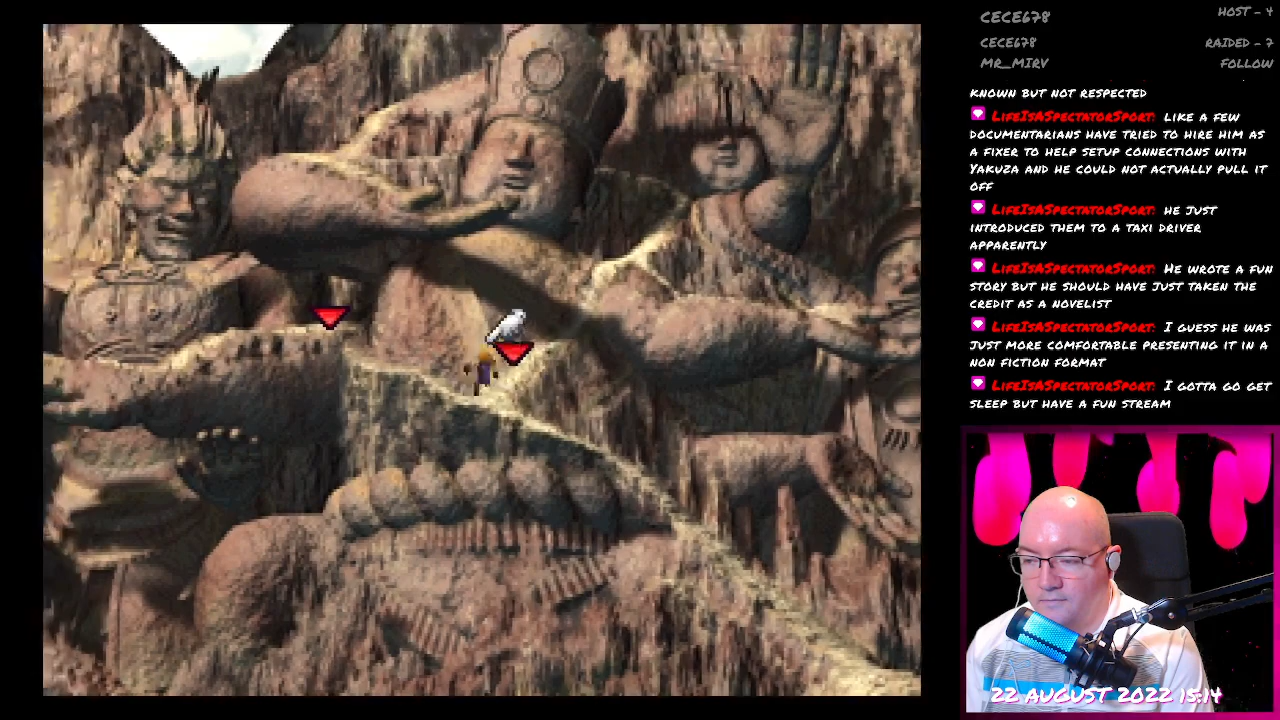 CECE678
HOST - 4
CECE678
RAIDED - 7
MR_MIRV
FOLLOW
KNOWN BUT NOT RESPECTED
LifeIsASpectatorSport: LIKE A FEW
DOCUMENTARIANS HAVE TRIED TO HIRE HIM AS
A FIXER TO HELP SETUP CONNECTIONS WITH
YAKUZA AND HE COULD NOT ACTUALLY PULL IT
OFF
LifeIsASpectatorSport: HE JUST
INTRODUCED THEM TO A TAXI DRIVER
APPARENTLY
LifeIsASpectatorSport: HE WROTE A FUN
STORY BUT HE SHOULD HAVE JUST TAKEN THE
CREDIT AS A NOVELIST
LifeIsASpectatorSport: I GUESS HE WAS
JUST MORE COMFORTABLE PRESENTING IT IN A
NON FICTION FORMAT
LifeIsASpectatorSport: I GOTTA GO GET
SLEEP BUT HAVE A FUN STREAM
22 AUGUST 2022 15:14